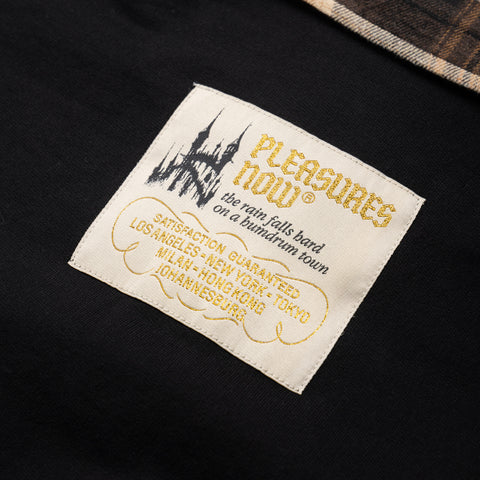 PLEASURES
NOW®
the rain falls hard
on a humdrum town
SATISFACTION GUARANTEED
LOS ANGELES = NEW YORK = TOKYO
MILAN = HONG KONG
JOHANNESBURG